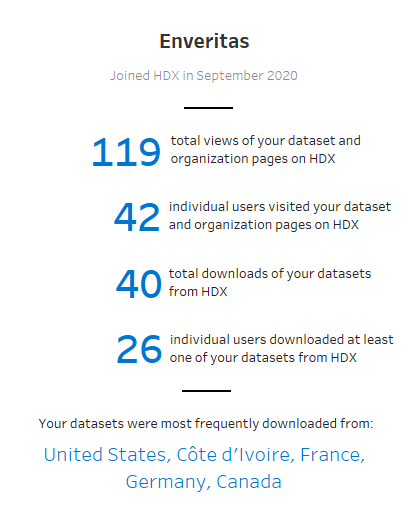 Enveritas
Joined HDX in September 2020
119
total views of your dataset and
organization pages on HDX
42
individual users visited your dataset
and organization pages on HDX
40
total downloads of your datasets
from HDX
26
individual users downloaded at least
one of your datasets from HDX
Your datasets were most frequently downloaded from:
United States, Côte d’Ivoire, France,
Germany, Canada